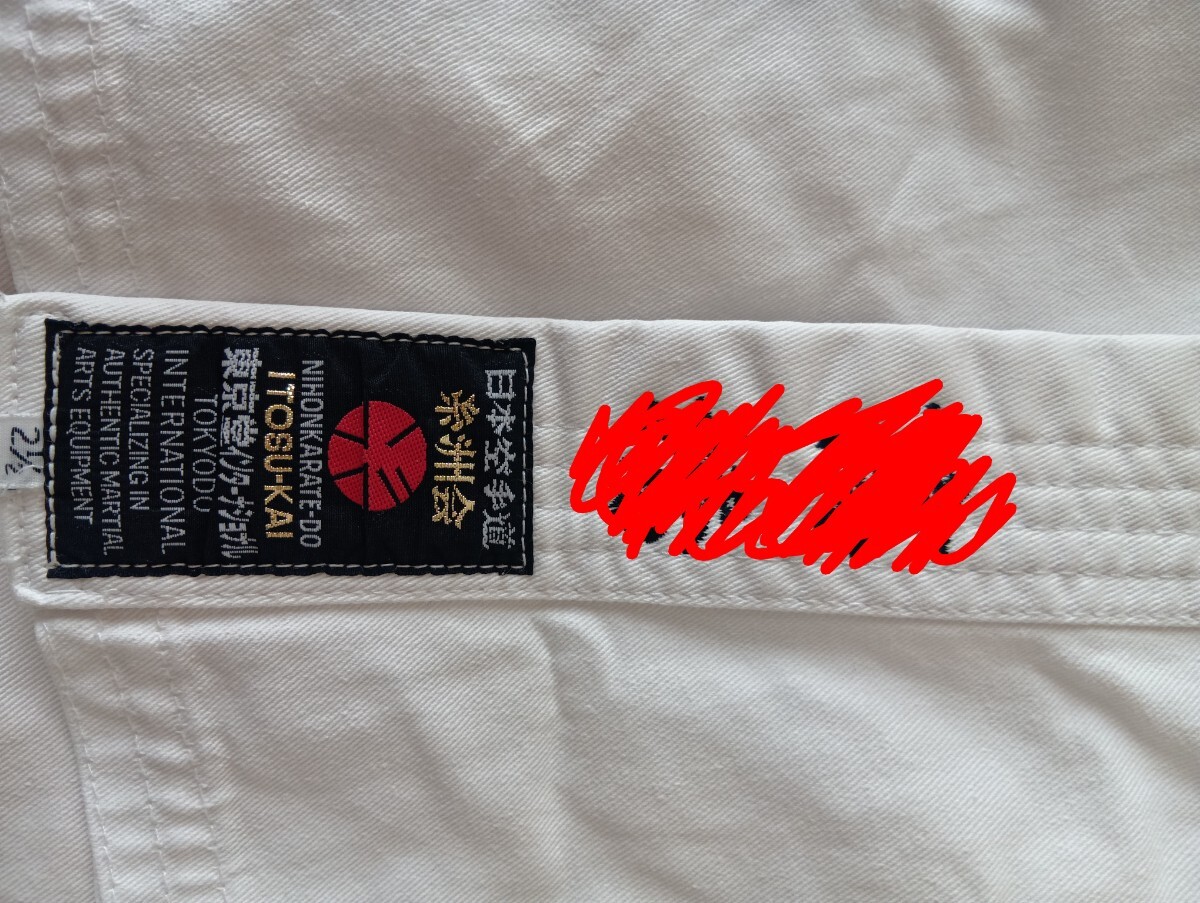 日本空手道
糸洲会
NIHONKARATE-DO
ITOSU-KAI
東京堂インターナショナル
TOKYODO
INTERNATIONAL
SPECIALIZING IN
AUTHENTIC MARTIAL
ARTS EQUIPMENT
2½